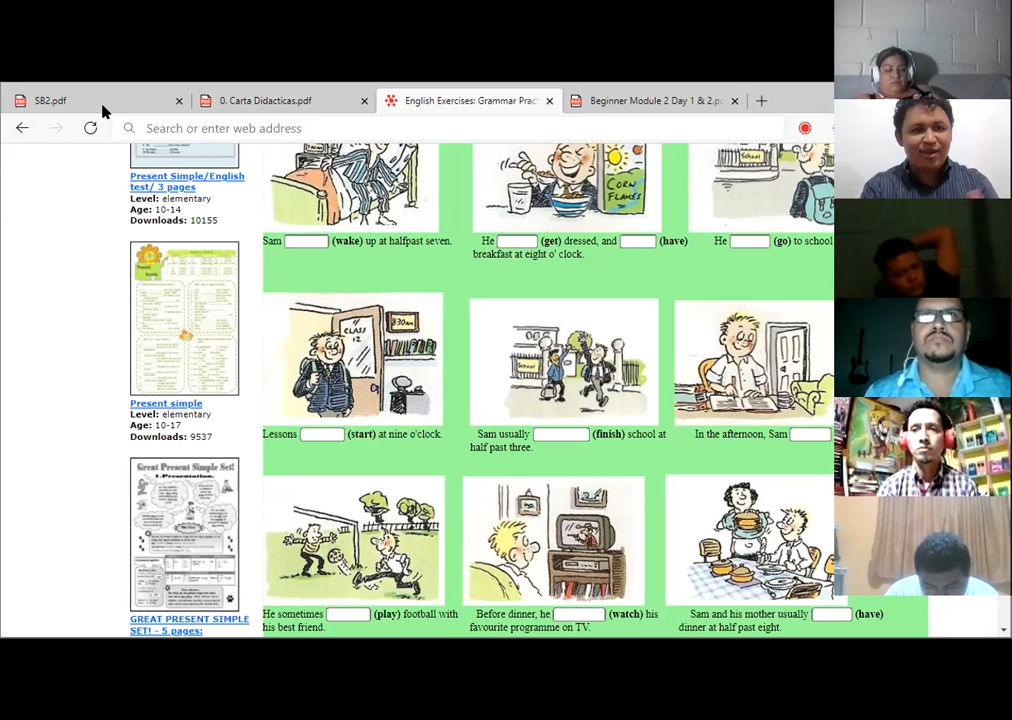 SB2.pdf
0. Carta Didacticas.pdf
English Exercises: Grammar Prac
Beginner Module 2 Day 1 & 2.p
Search or enter web address
Present Simple/English
test/ 3 pages
Level: elementary
Age: 10-14
Downloads: 10155
Present simple
Level: elementary
Age: 10-17
Downloads: 9537
Great Present Simple Set!
1.Presentation.
GREAT PRESENT SIMPLE
SET! - 5 pages:
CORN
FLAKES
School
Sam (wake) up at halfpast seven.
He (get) dressed, and (have)
breakfast at eight o' clock.
He (go) to school
CLASS
12
8:30AM
School
Lessons (start) at nine o'clock.
Sam usually (finish) school at
half past three.
In the afternoon, Sam
He sometimes (play) football with
his best friend.
Before dinner, he (watch) his
favourite programme on TV.
Sam and his mother usually (have)
dinner at half past eight.